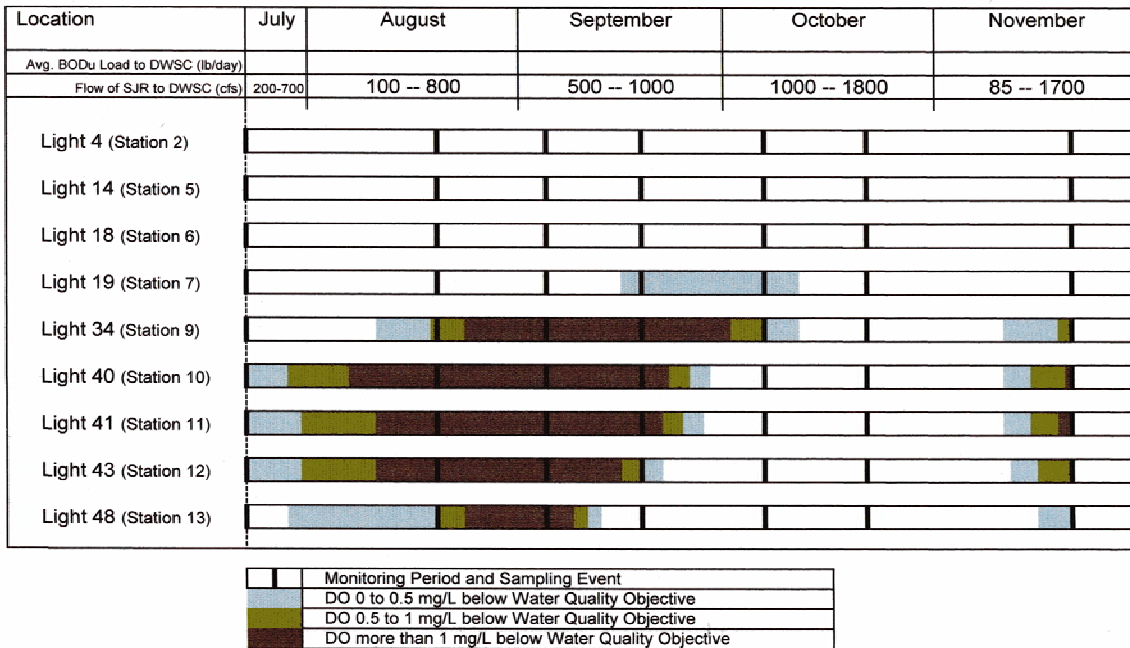 Location July August September October November
Avg. BODu Load to DWSC (lb/day)
Flow of SJR to DWSC (cfs) 200-700 100 -- 800 500 -- 1000 1000 -- 1800 85 -- 1700
Light 4 (Station 2)
Light 14 (Station 5)
Light 18 (Station 6)
Light 19 (Station 7)
Light 34 (Station 9)
Light 40 (Station 10)
Light 41 (Station 11)
Light 43 (Station 12)
Light 48 (Station 13)
Monitoring Period and Sampling Event
DO 0 to 0.5 mg/L below Water Quality Objective
DO 0.5 to 1 mg/L below Water Quality Objective
DO more than 1 mg/L below Water Quality Objective